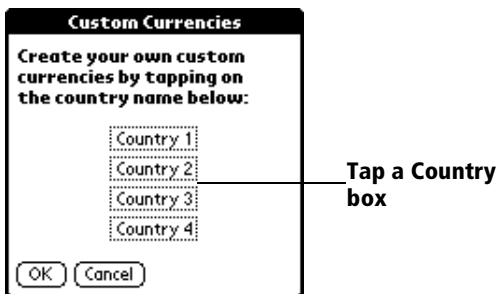 Custom Currencies
Create your own custom
currencies by tapping on
the country name below:
Country 1
Country 2
Country 3
Country 4
Tap a Country
box
OK Cancel